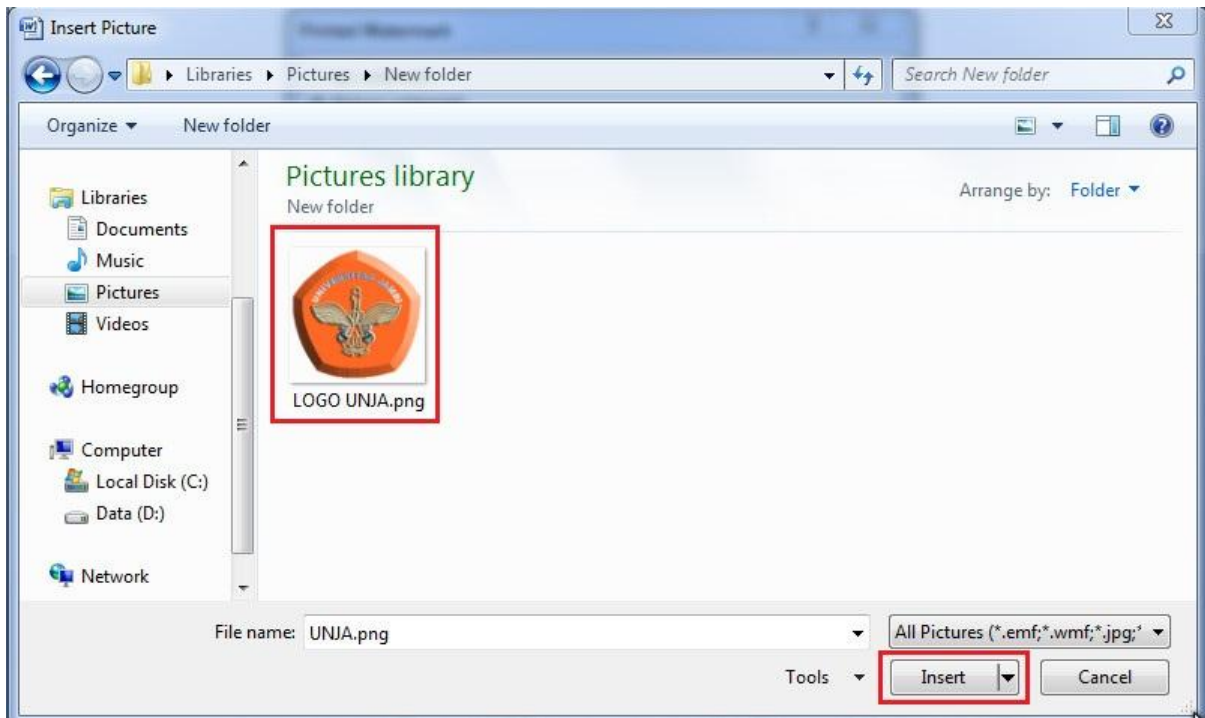 Insert Picture
Libraries Pictures New folder
Search New folder
Organize New folder
Pictures library
New folder
Arrange by: Folder
Libraries
Documents
Music
Pictures
Videos
Homegroup
Computer
Local Disk (C:)
Data (D:)
Network
UNIVERSITAS JAMBI
LOGO UNJA.png
File name: UNJA.png
All Pictures (*.emf;*.wmf;*.jpg;*
Tools Insert Cancel